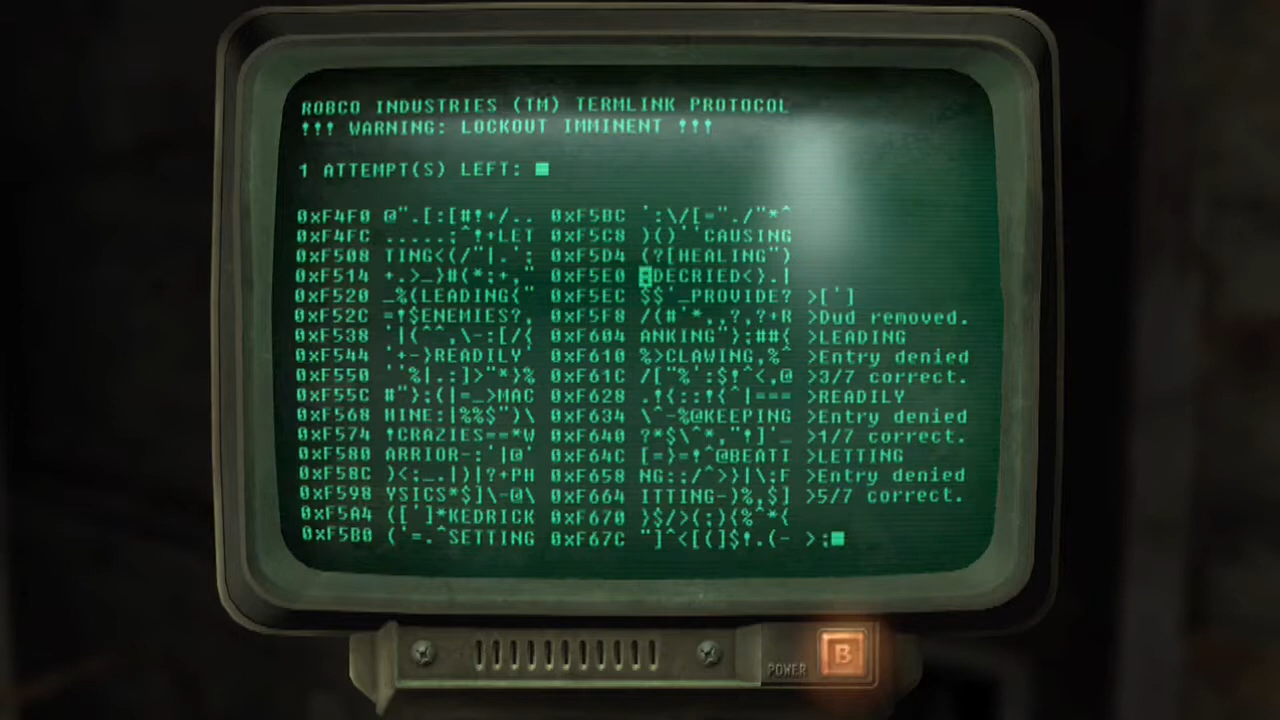 ROBCO INDUSTRIES (TM) TERMLINK PROTOCOL
!!! WARNING: LOCKOUT IMMINENT !!!
1 ATTEMPT(S) LEFT: ■
0xF4F0 @".[:[#!+/.. 0xF5BC ':\/[="./"*^
0xF4FC .....;^!+LET 0xF5C8 )()''CAUSING
0xF508 TING<(/"|.'; 0xF5D4 (?[HEALING")
0xF514 +.>_}#(*;+," 0xF5E0 :DECRIED<}.|
0xF520 _%(LEADING{" 0xF5EC $$'_PROVIDE? >[']
0xF52C =!$ENEMIES?, 0xF5F8 /(#'*,,?,?+R >Dud removed.
0xF538 '|(^^,\-:[/{ 0xF604 ANKING"};##{ >LEADING
0xF544 '+-}READILY' 0xF610 %>CLAWING,%^ >Entry denied
0xF550 ''%|.:]>"*}% 0xF61C /["%':$!^<,@ >3/7 correct.
0xF55C #"};(|=_>MAC 0xF628 .!{::!{^|=== >READILY
0xF568 HINE:|%%$")\ 0xF634 \^-%@KEEPING >Entry denied
0xF574 !CRAZIES==*W 0xF640 ?*$\^*,"!]'_ >1/7 correct.
0xF580 ARRIOR-:'|@' 0xF64C [=}=!^@BEATI >LETTING
0xF58C )<;_.|)|?+PH 0xF658 NG::/^>}|\:F >Entry denied
0xF598 YSICS*$]\-@\ 0xF664 ITTING-)%,$] >5/7 correct.
0xF5A4 ([']*KEDRICK 0xF670 }$/>(;){%^*{
0xF5B0 ('=.^SETTING 0xF67C "]^<[(]$!.(- >;■
POWER
B